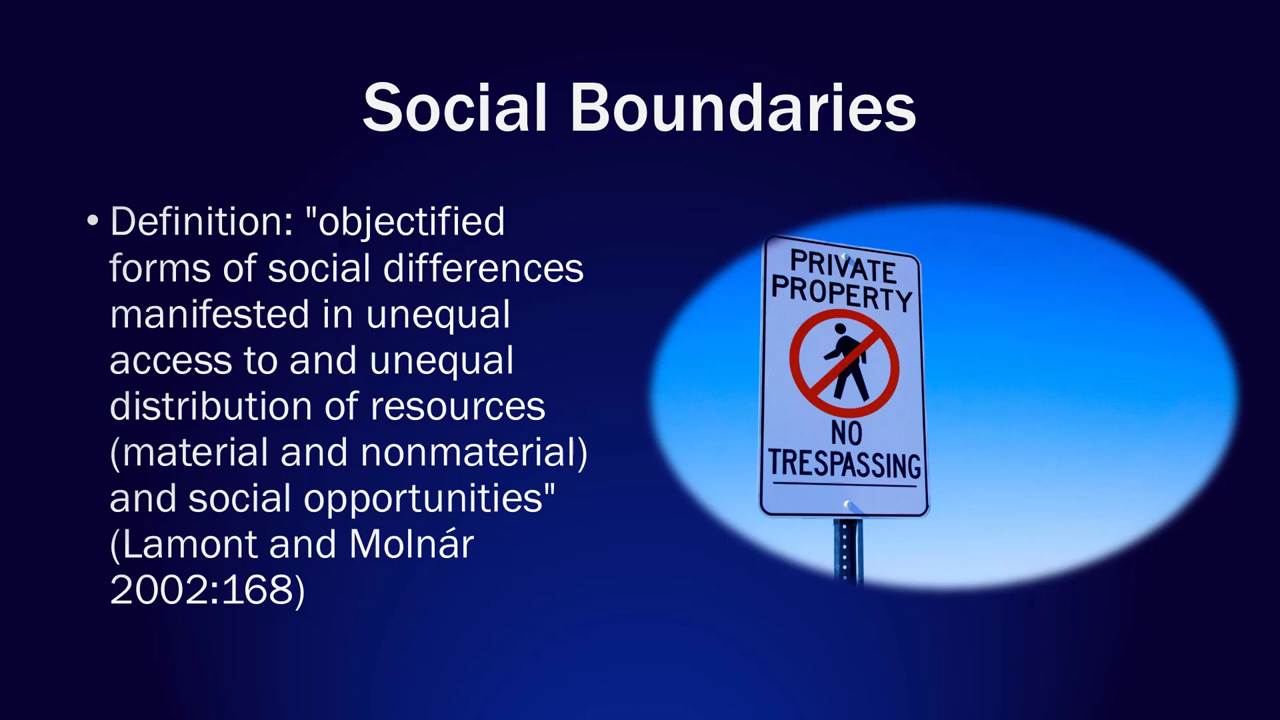 Social Boundaries
• Definition: "objectified
forms of social differences
manifested in unequal
access to and unequal
distribution of resources
(material and nonmaterial)
and social opportunities"
(Lamont and Molnár
2002:168)
PRIVATE
PROPERTY
NO
TRESPASSING